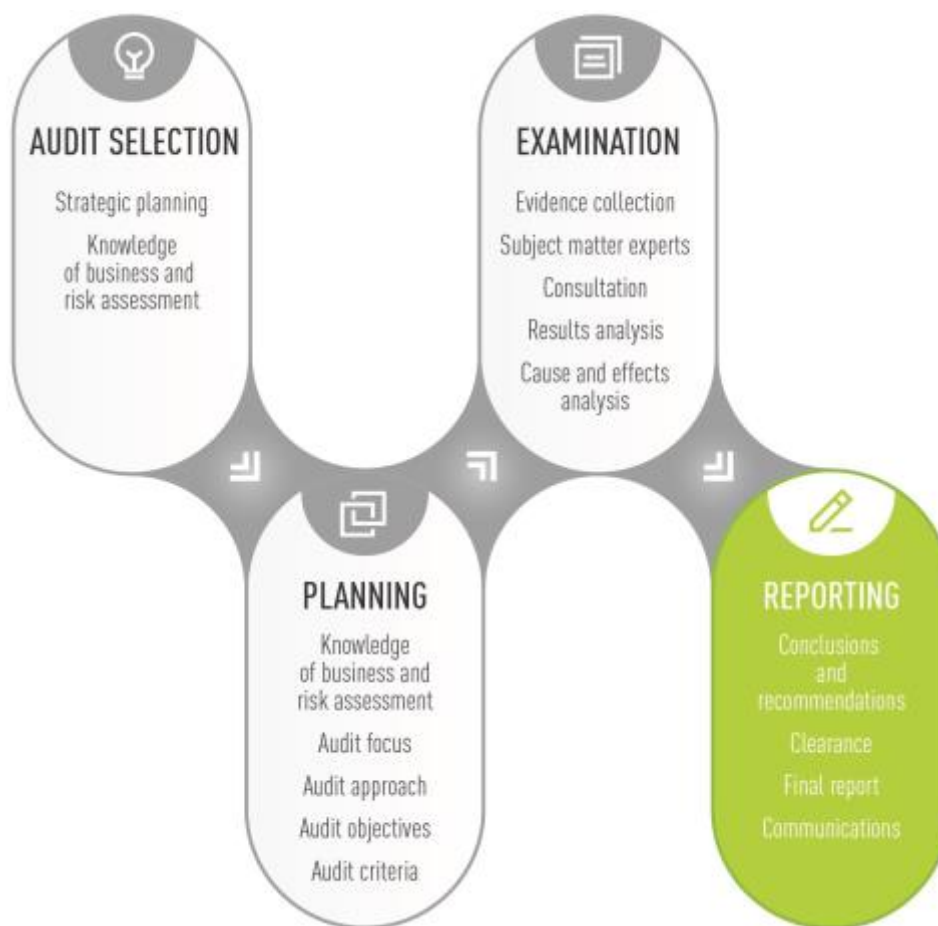 AUDIT SELECTION
Strategic planning
Knowledge
of business and
risk assessment
PLANNING
Knowledge
of business and
risk assessment
Audit focus
Audit approach
Audit objectives
Audit criteria
EXAMINATION
Evidence collection
Subject matter experts
Consultation
Results analysis
Cause and effects
analysis
REPORTING
Conclusions
and
recommendations
Clearance
Final report
Communications